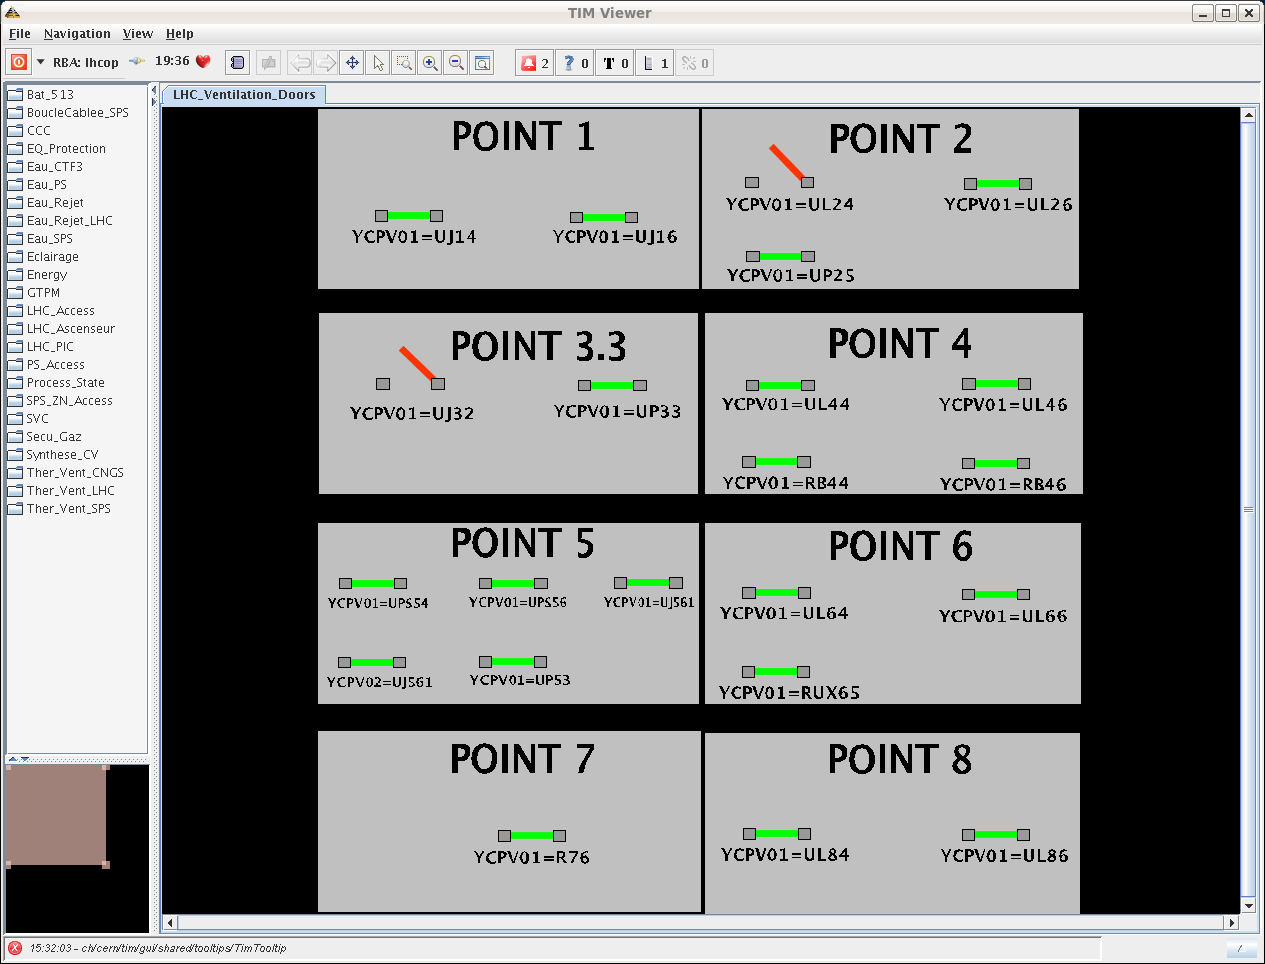 TIM Viewer
File Navigation View Help
RBA: lhcop 19:36 2 ? 0 T 0 1 0
Bat_513
BoucleCablee_SPS
CCC
EQ_Protection
Eau_CTF3
Eau_PS
Eau_Rejet
Eau_Rejet_LHC
Eau_SPS
Eclairage
Energy
GTPM
LHC_Access
LHC_Ascenseur
LHC_PIC
PS_Access
Process_State
SPS_ZN_Access
SVC
Secu_Gaz
Synthese_CV
Ther_Vent_CNGS
Ther_Vent_LHC
Ther_Vent_SPS
LHC_Ventilation_Doors
POINT 1
YCPV01=UJ14 YCPV01=UJ16
POINT 2
YCPV01=UL24 YCPV01=UL26
YCPV01=UP25
POINT 3.3
YCPV01=UJ32 YCPV01=UP33
POINT 4
YCPV01=UL44 YCPV01=UL46
YCPV01=RB44 YCPV01=RB46
POINT 5
YCPV01=UPS54 YCPV01=UPS56 YCPV01=UJ561
YCPV02=UJ561 YCPV01=UP53
POINT 6
YCPV01=UL64 YCPV01=UL66
YCPV01=RUX65
POINT 7
YCPV01=R76
POINT 8
YCPV01=UL84 YCPV01=UL86
15:32:03 - ch/cern/tim/gui/shared/tooltips/TimTooltip